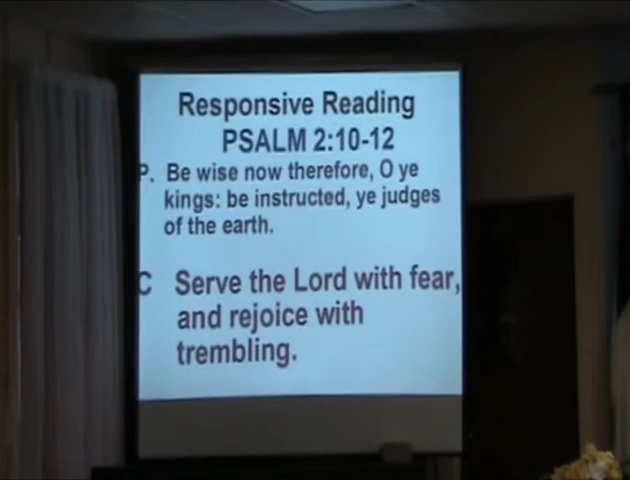 Responsive Reading
PSALM 2:10-12
P. Be wise now therefore, O ye
kings: be instructed, ye judges
of the earth.
C Serve the Lord with fear,
and rejoice with
trembling.